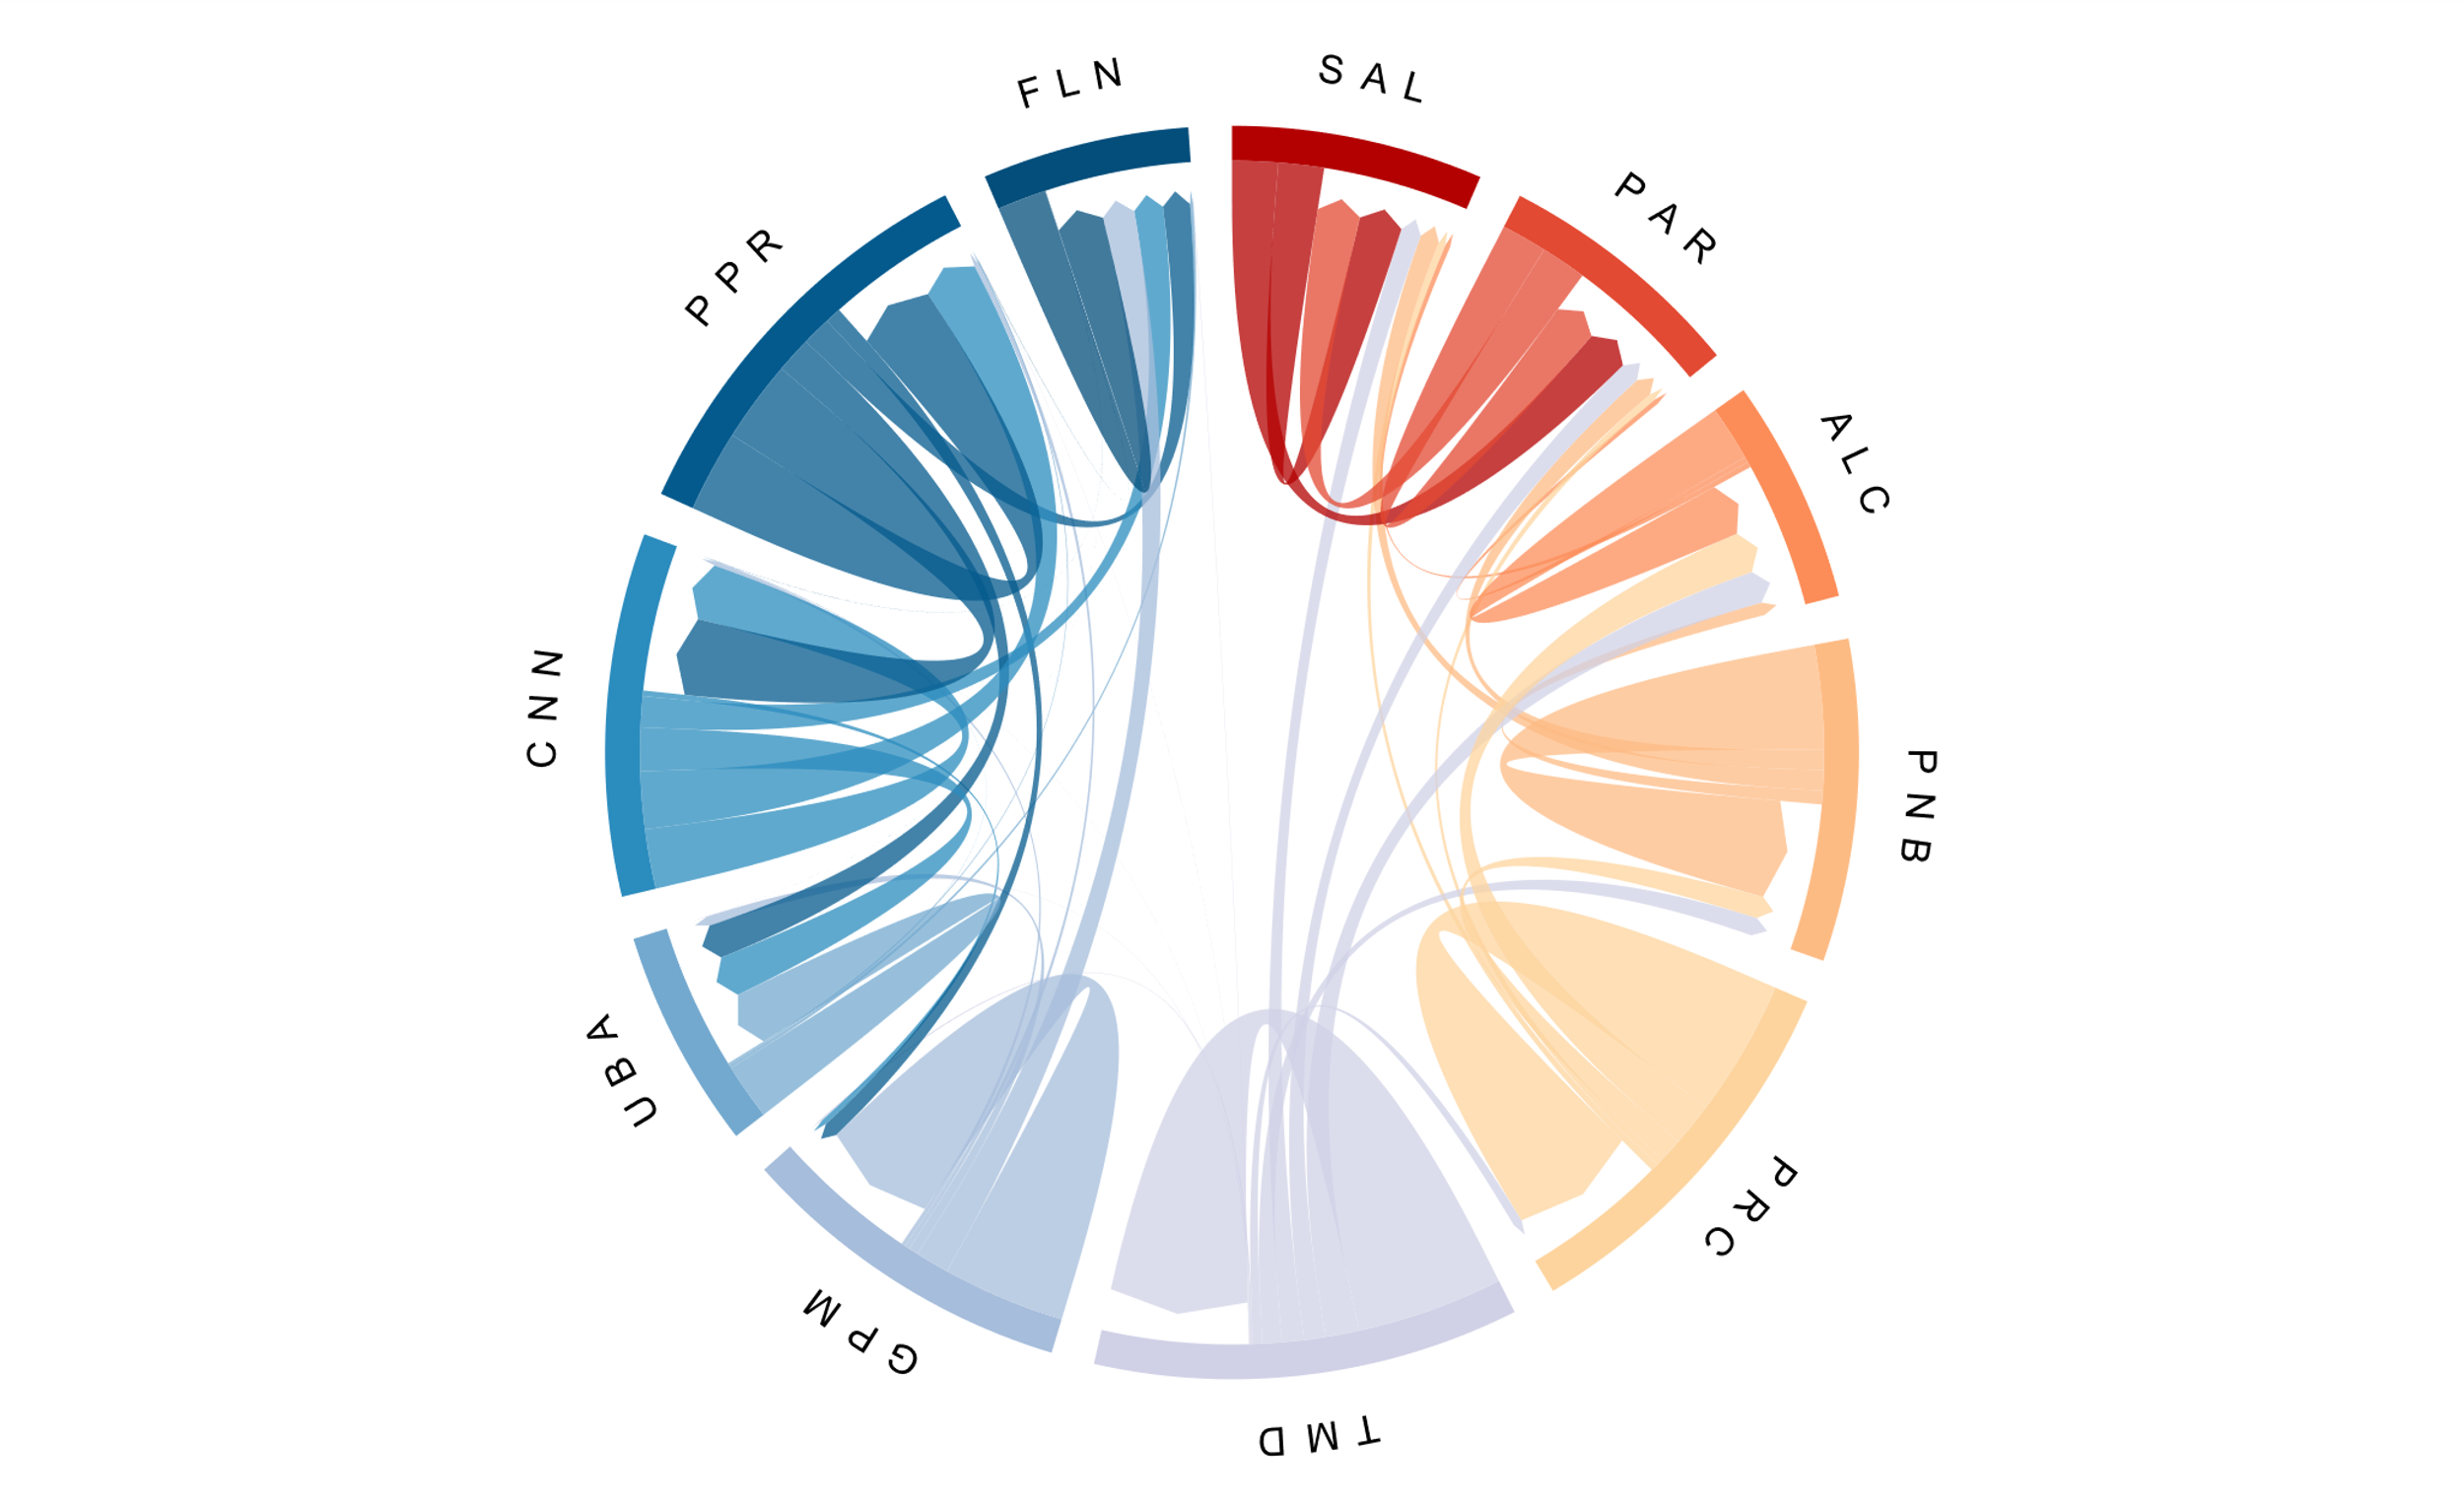 FLN
SAL
PAR
ALC
PNB
PRC
TMD
GPM
UBA
CNN
PPR